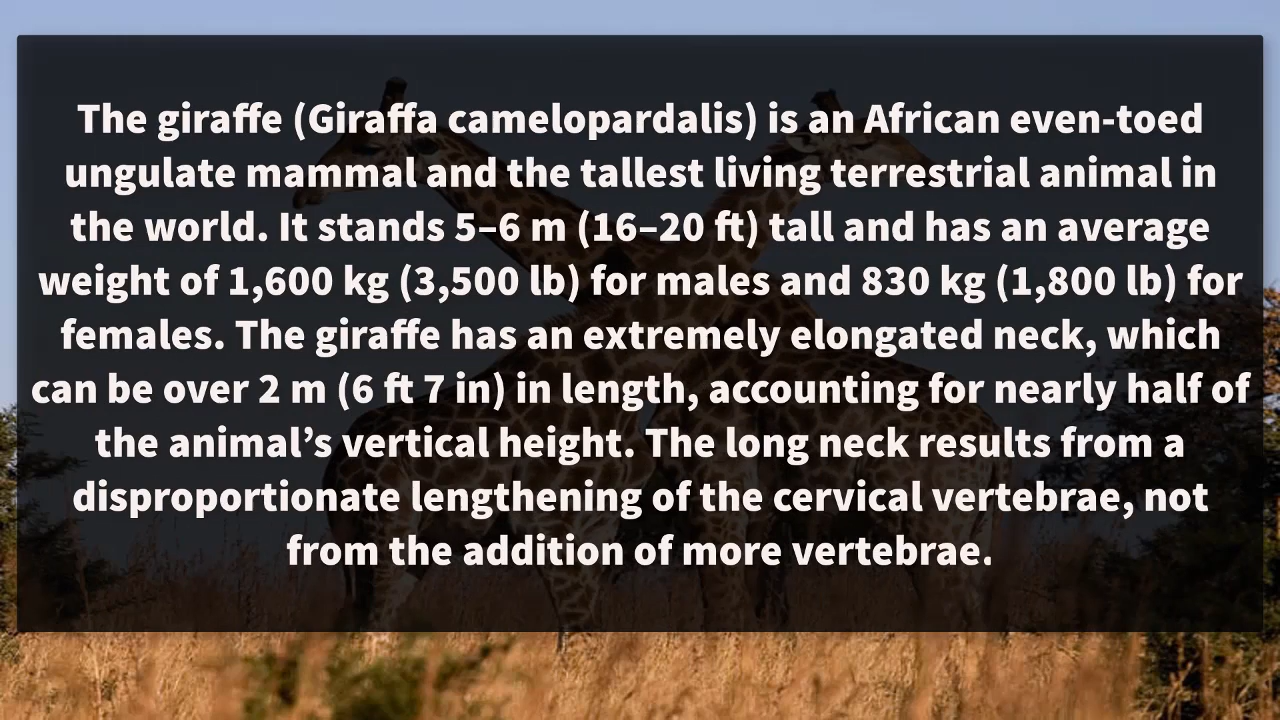 The giraffe (Giraffa camelopardalis) is an African even-toed
ungulate mammal and the tallest living terrestrial animal in
the world. It stands 5–6 m (16–20 ft) tall and has an average
weight of 1,600 kg (3,500 lb) for males and 830 kg (1,800 lb) for
females. The giraffe has an extremely elongated neck, which
can be over 2 m (6 ft 7 in) in length, accounting for nearly half of
the animal’s vertical height. The long neck results from a
disproportionate lengthening of the cervical vertebrae, not
from the addition of more vertebrae.